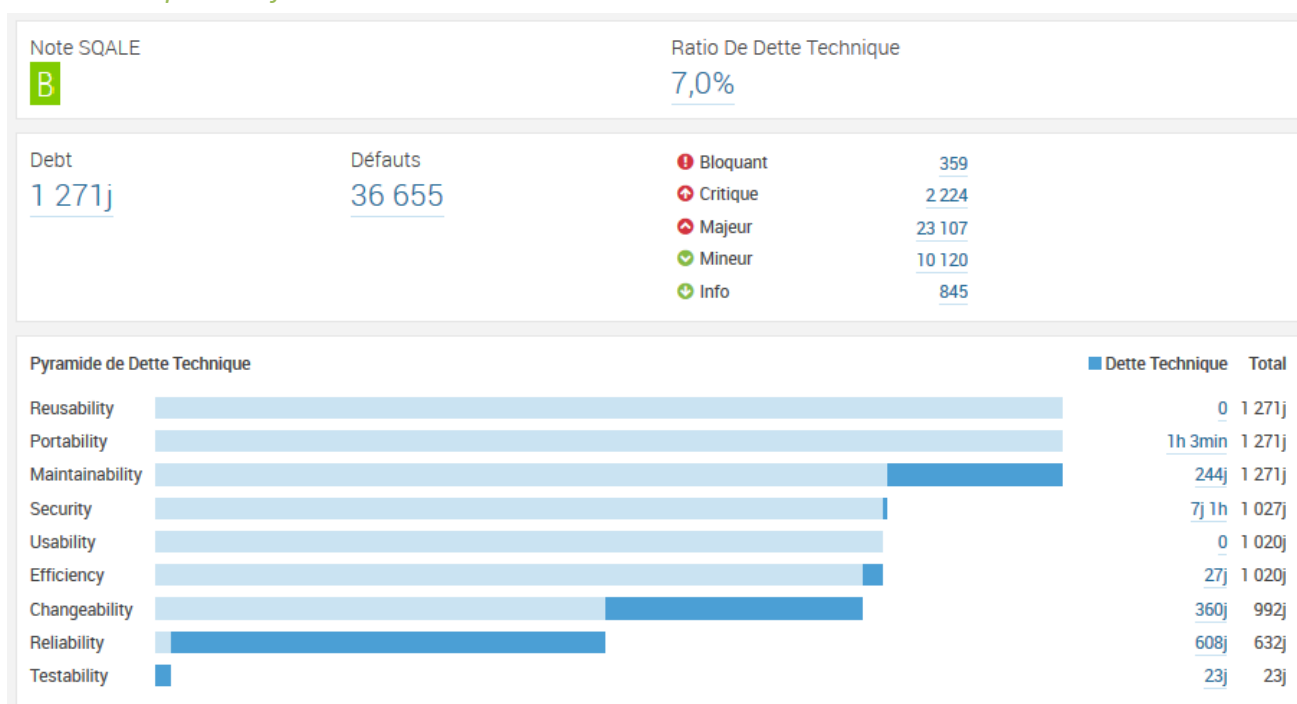 Note SQALE
Ratio De Dette Technique
B
7,0%
Debt
Défauts
1 271j
36 655
Bloquant 359
Critique 2 224
Majeur 23 107
Mineur 10 120
Info 845
Pyramide de Dette Technique
Dette Technique Total
Reusability 0 1 271j
Portability 1h 3min 1 271j
Maintainability 244j 1 271j
Security 7j 1h 1 027j
Usability 0 1 020j
Efficiency 27j 1 020j
Changeability 360j 992j
Reliability 608j 632j
Testability 23j 23j